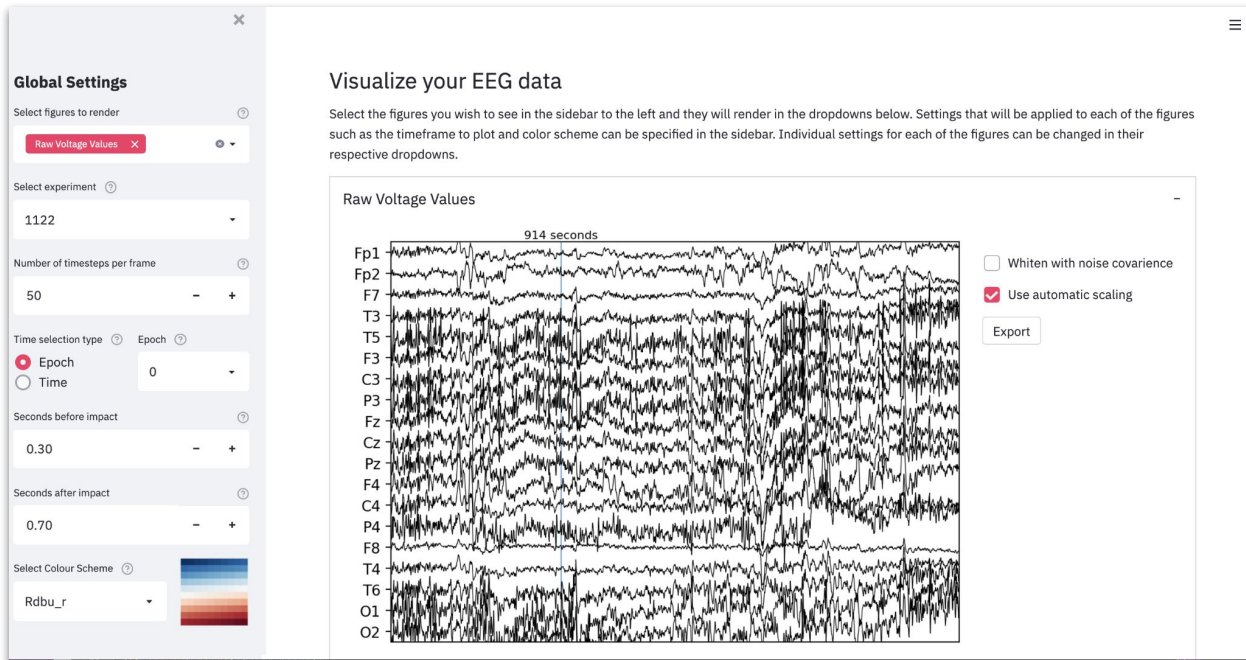 Global Settings
Select figures to render
Raw Voltage Values
Select experiment
1122
Number of timesteps per frame
50 - +
Time selection type Epoch
Epoch
Time
0
Seconds before impact
0.30 - +
Seconds after impact
0.70 - +
Select Colour Scheme
Rdbu_r
Visualize your EEG data
Select the figures you wish to see in the sidebar to the left and they will render in the dropdowns below. Settings that will be applied to each of the figures
such as the timeframe to plot and color scheme can be specified in the sidebar. Individual settings for each of the figures can be changed in their
respective dropdowns.
Raw Voltage Values -
914 seconds
Fp1
Fp2
F7
T3
T5
F3
C3
P3
Fz
Cz
Pz
F4
C4
P4
F8
T4
T6
O1
O2
Whiten with noise covarience
Use automatic scaling
Export